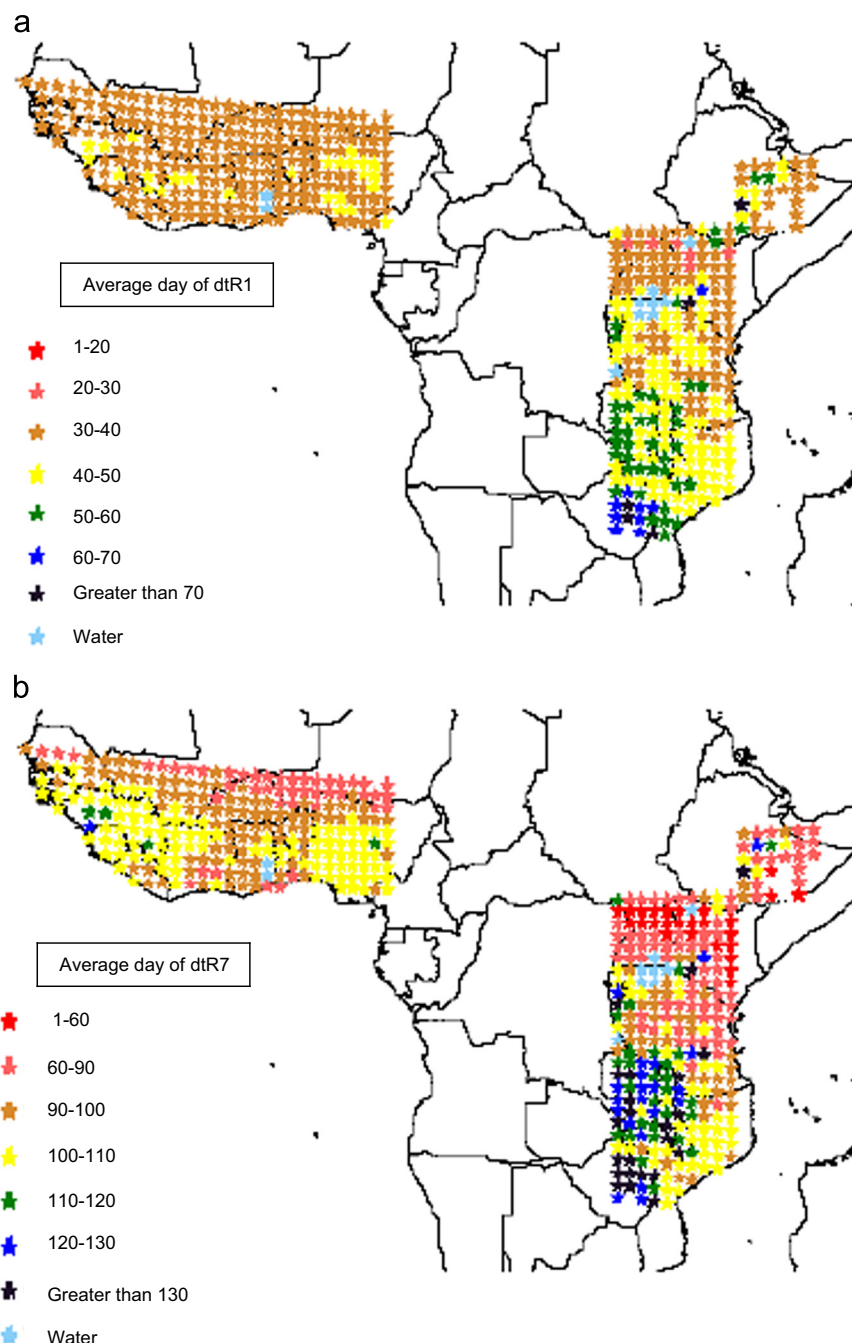 a
Average day of dtR1
1-20
20-30
30-40
40-50
50-60
60-70
Greater than 70
Water
b
Average day of dtR7
1-60
60-90
90-100
100-110
110-120
120-130
Greater than 130
Water